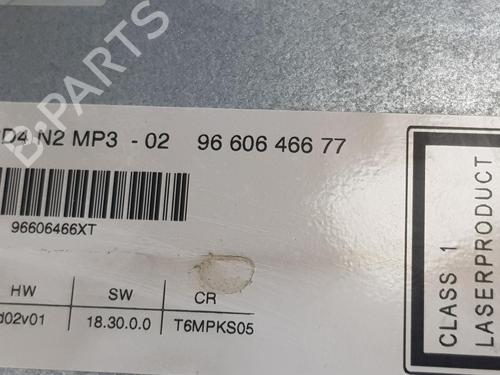 B-PARTS
D4 N2 MP3 - 02 96 606 466 77
96606466XT
HW SW CR
d02v01 18.30.0.0 T6MPKS05
CLASS 1
LASERPRODUCT